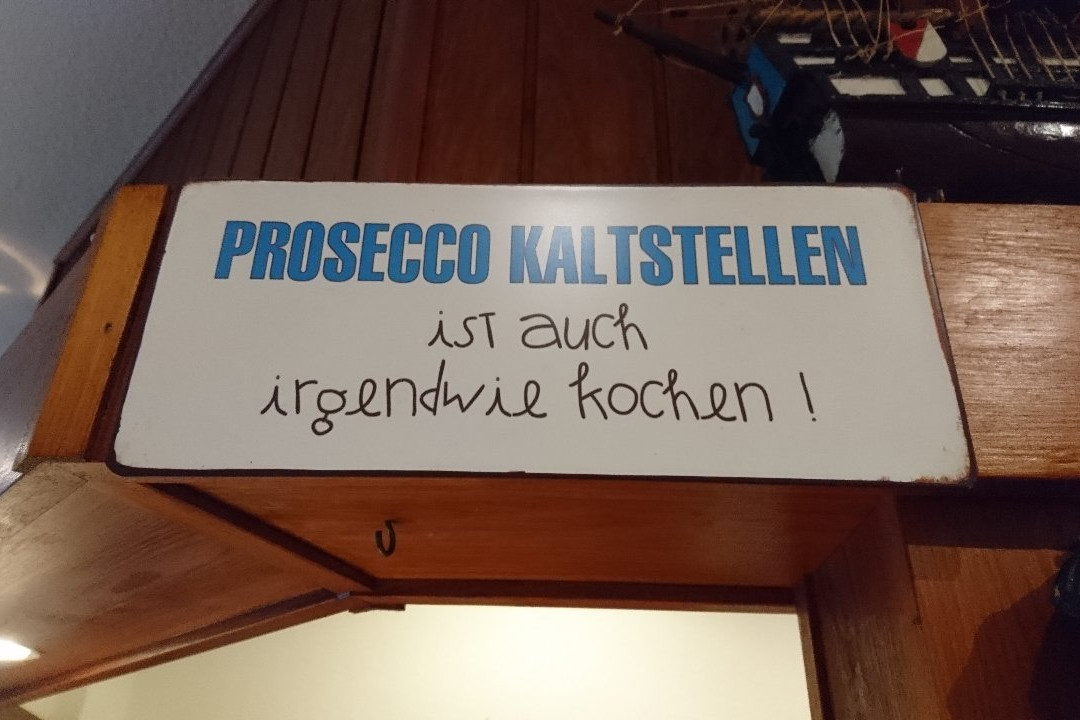 PROSECCO KALTSTELLEN
ist auch
irgendwie kochen !